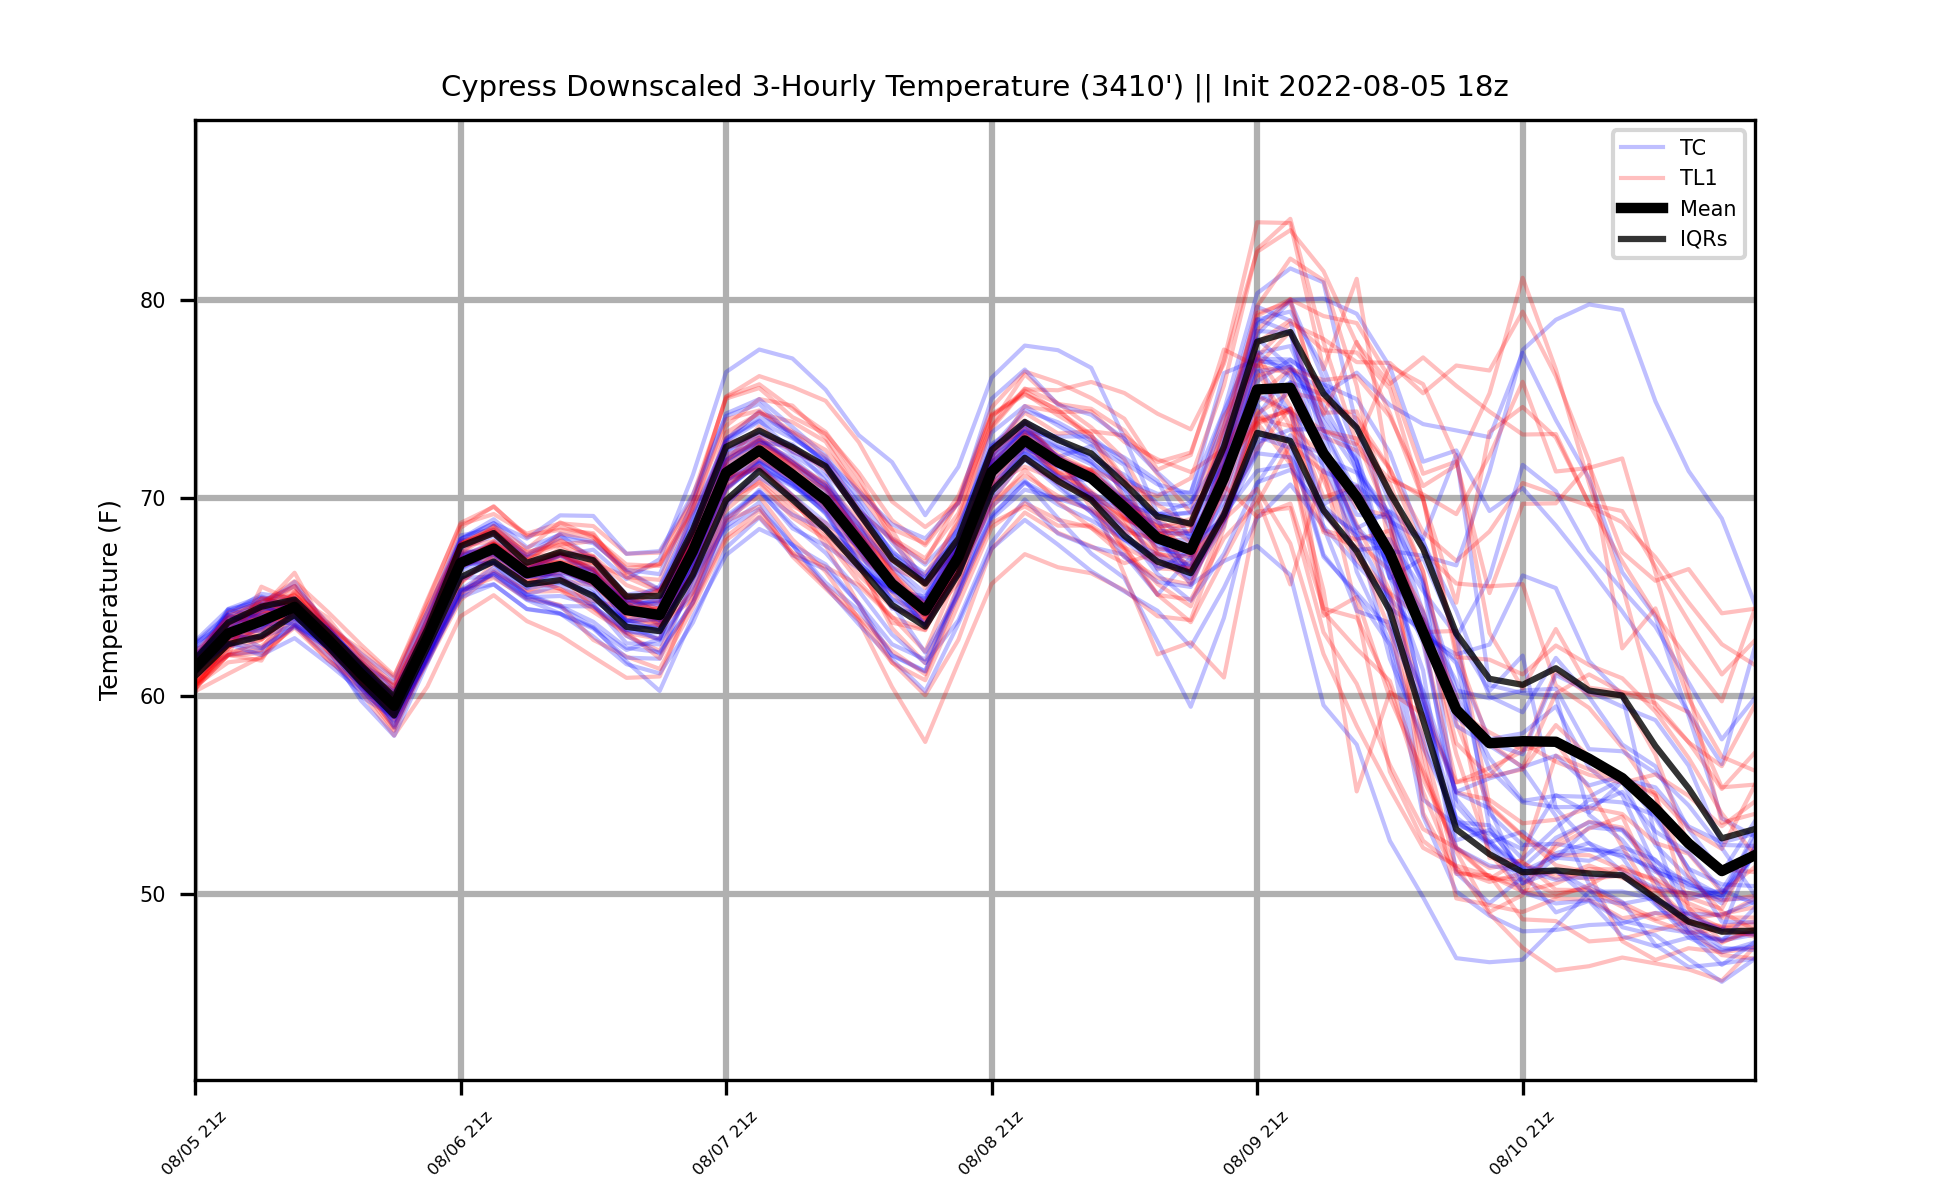 Cypress Downscaled 3-Hourly Temperature (3410') || Init 2022-08-05 18z
TC
TL1
Mean
IQRs
Temperature (F)
80
70
60
50
08/05 21z
08/06 21z
08/07 21z
08/08 21z
08/09 21z
08/10 21z